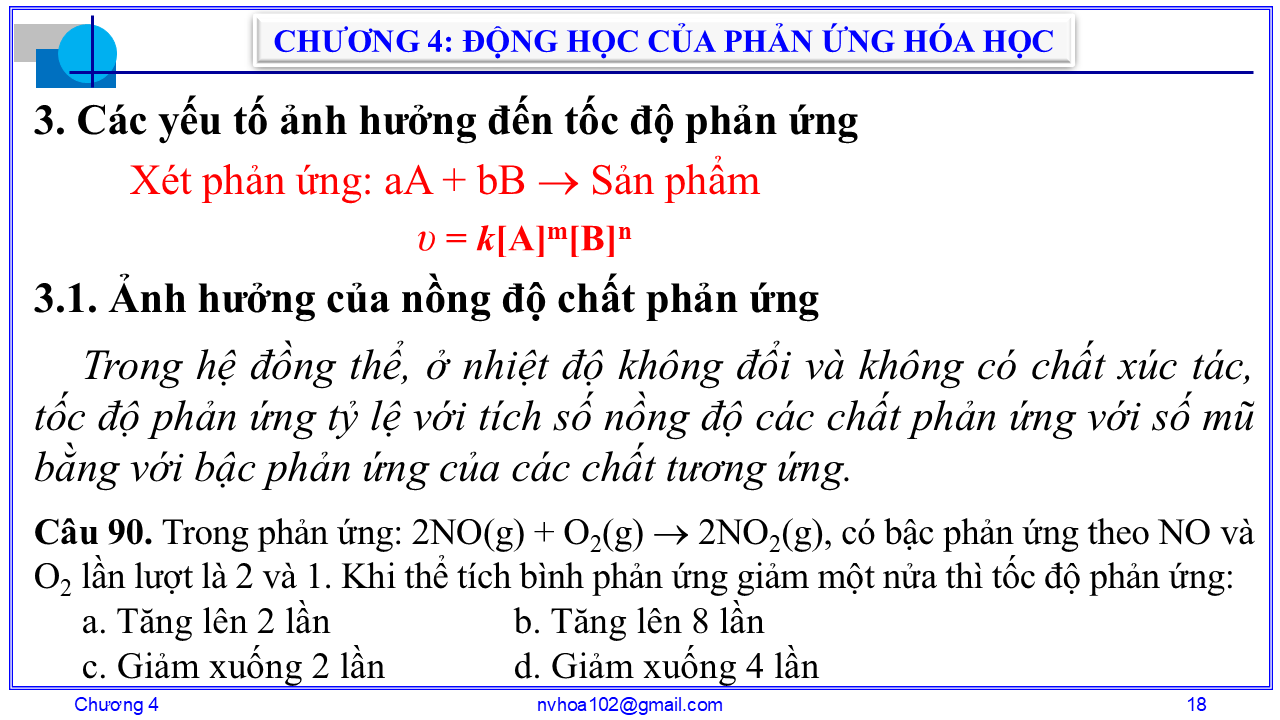 CHƯƠNG 4: ĐỘNG HỌC CỦA PHẢN ỨNG HÓA HỌC
3. Các yếu tố ảnh hưởng đến tốc độ phản ứng
Xét phản ứng: aA + bB → Sản phẩm
υ = k[A]ᵐ[B]ⁿ
3.1. Ảnh hưởng của nồng độ chất phản ứng
Trong hệ đồng thể, ở nhiệt độ không đổi và không có chất xúc tác,
tốc độ phản ứng tỷ lệ với tích số nồng độ các chất phản ứng với số mũ
bằng với bậc phản ứng của các chất tương ứng.
Câu 90. Trong phản ứng: 2NO(g) + O₂(g) → 2NO₂(g), có bậc phản ứng theo NO và
O₂ lần lượt là 2 và 1. Khi thể tích bình phản ứng giảm một nửa thì tốc độ phản ứng:
a. Tăng lên 2 lần b. Tăng lên 8 lần
c. Giảm xuống 2 lần d. Giảm xuống 4 lần
Chương 4 nvhoa102@gmail.com 18